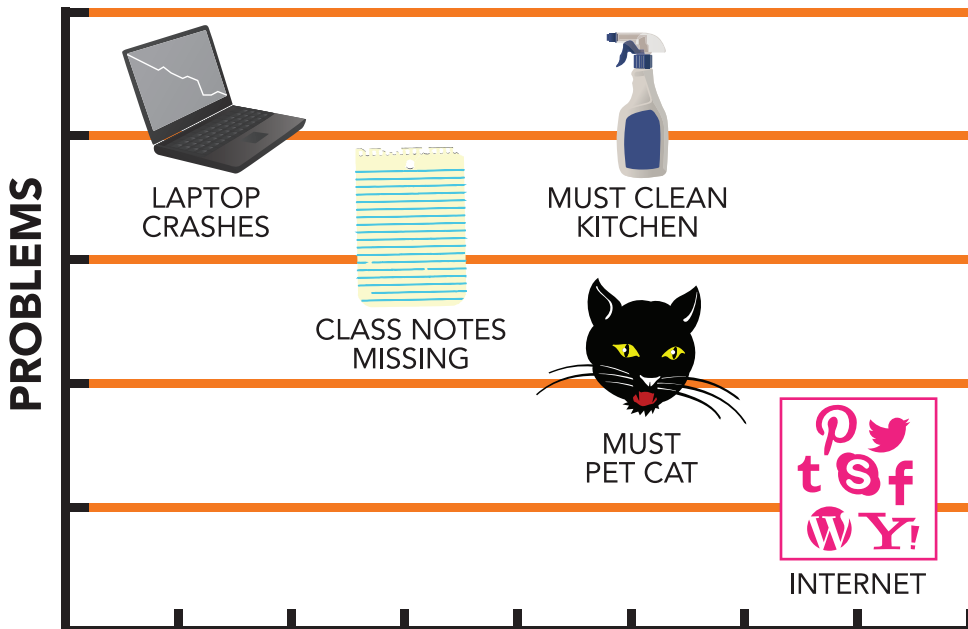 PROBLEMS
LAPTOP
CRASHES
MUST CLEAN
KITCHEN
CLASS NOTES
MISSING
MUST
PET CAT
t S f
W Y!
INTERNET